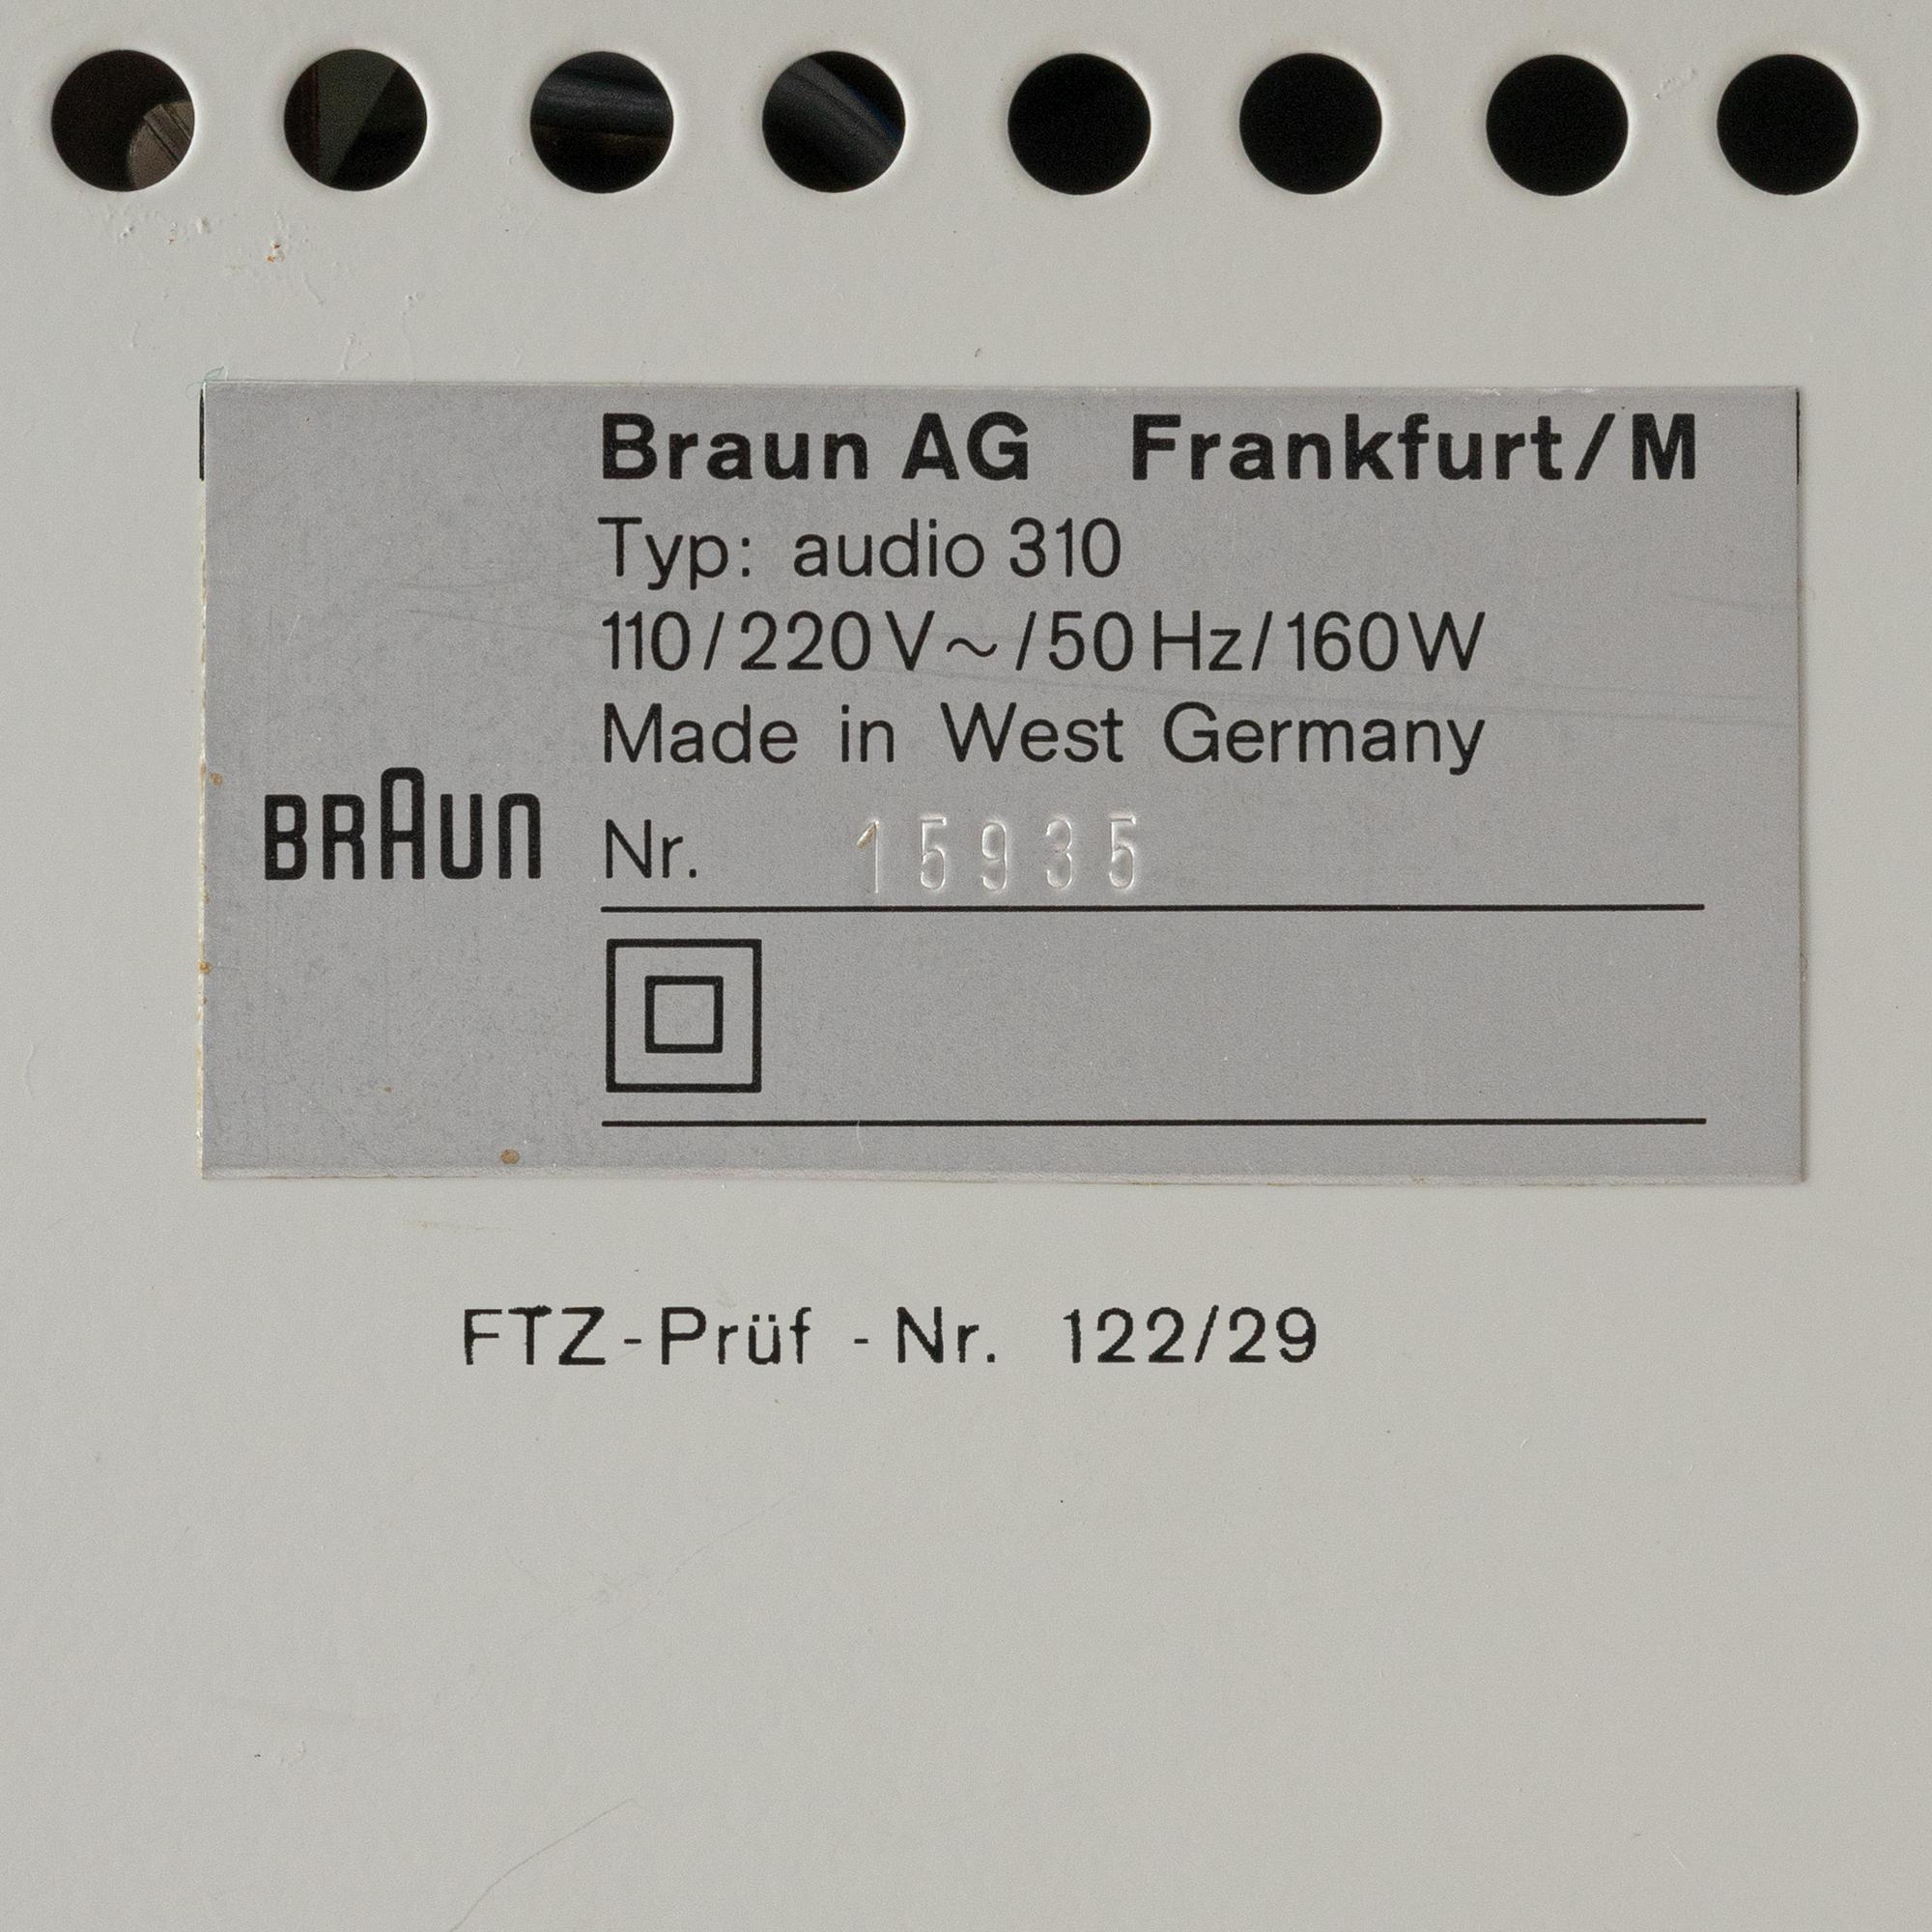 Braun AG Frankfurt/M
Typ: audio 310
110/220V~/50Hz/160W
Made in West Germany
BRAUN
Nr. 15935
FTZ-Prüf-Nr. 122/29